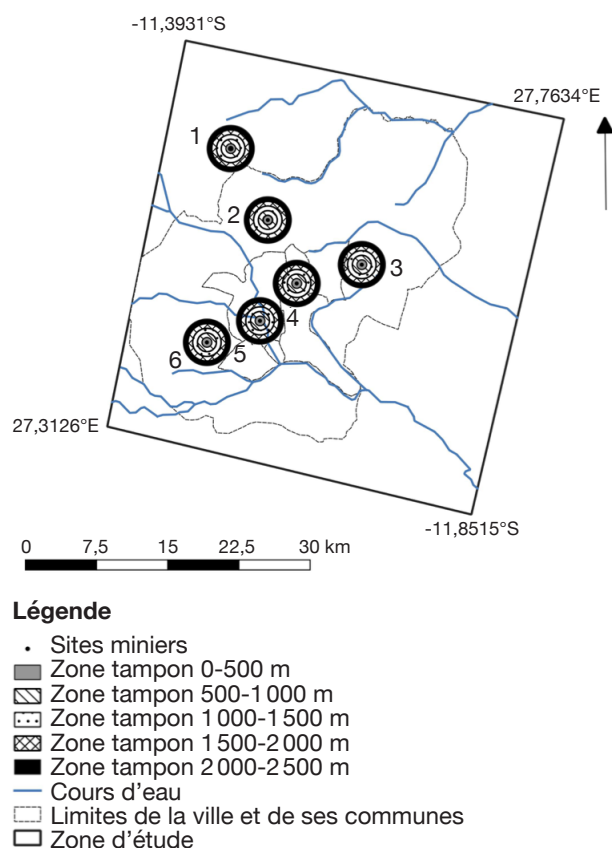 -11,3931°S
27,7634°E
1
2
3
4
5
6
27,3126°E
-11,8515°S
0 7,5 15 22,5 30 km
Légende
Sites miniers
Zone tampon 0-500 m
Zone tampon 500-1 000 m
Zone tampon 1 000-1 500 m
Zone tampon 1 500-2 000 m
Zone tampon 2 000-2 500 m
Cours d'eau
Limites de la ville et de ses communes
Zone d'étude